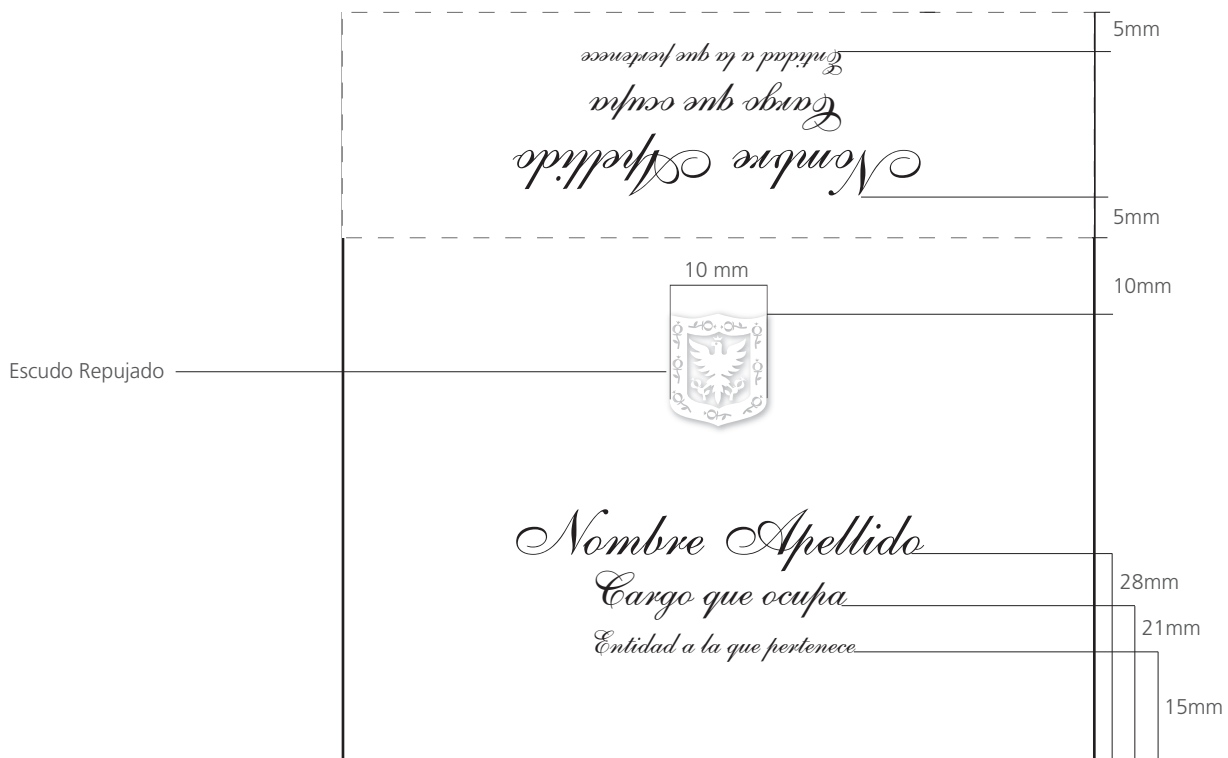 5mm
Entidad a la que pertenece
Cargo que ocupa
Nombre Apellido
5mm
10 mm
10mm
Escudo Repujado
Nombre Apellido
28mm
Cargo que ocupa
21mm
Entidad a la que pertenece
15mm